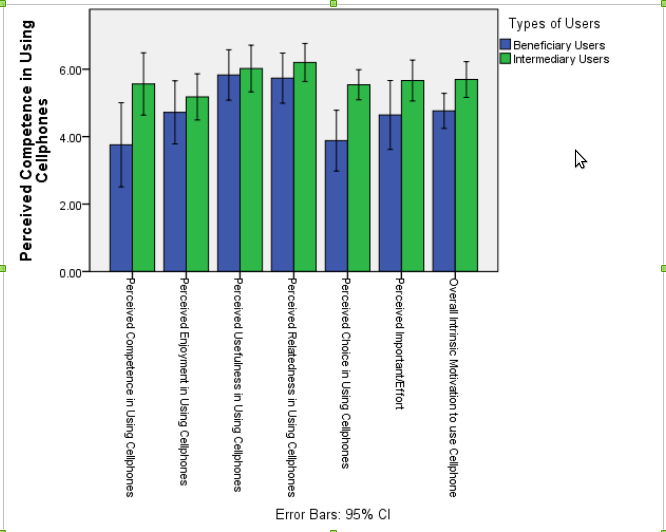 Perceived Competence in Using
Cellphones
6.00
4.00
2.00
0.00
Types of Users
Beneficiary Users
Intermediary Users
Perceived Competence in Using Cellphones
Perceived Enjoyment in Using Cellphones
Perceived Usefulness in Using Cellphones
Perceived Relatedness in Using Cellphones
Perceived Choice in Using Cellphones
Perceived Important/Effort
Overall Intrinsic Motivation to use Cellphone
Error Bars: 95% CI